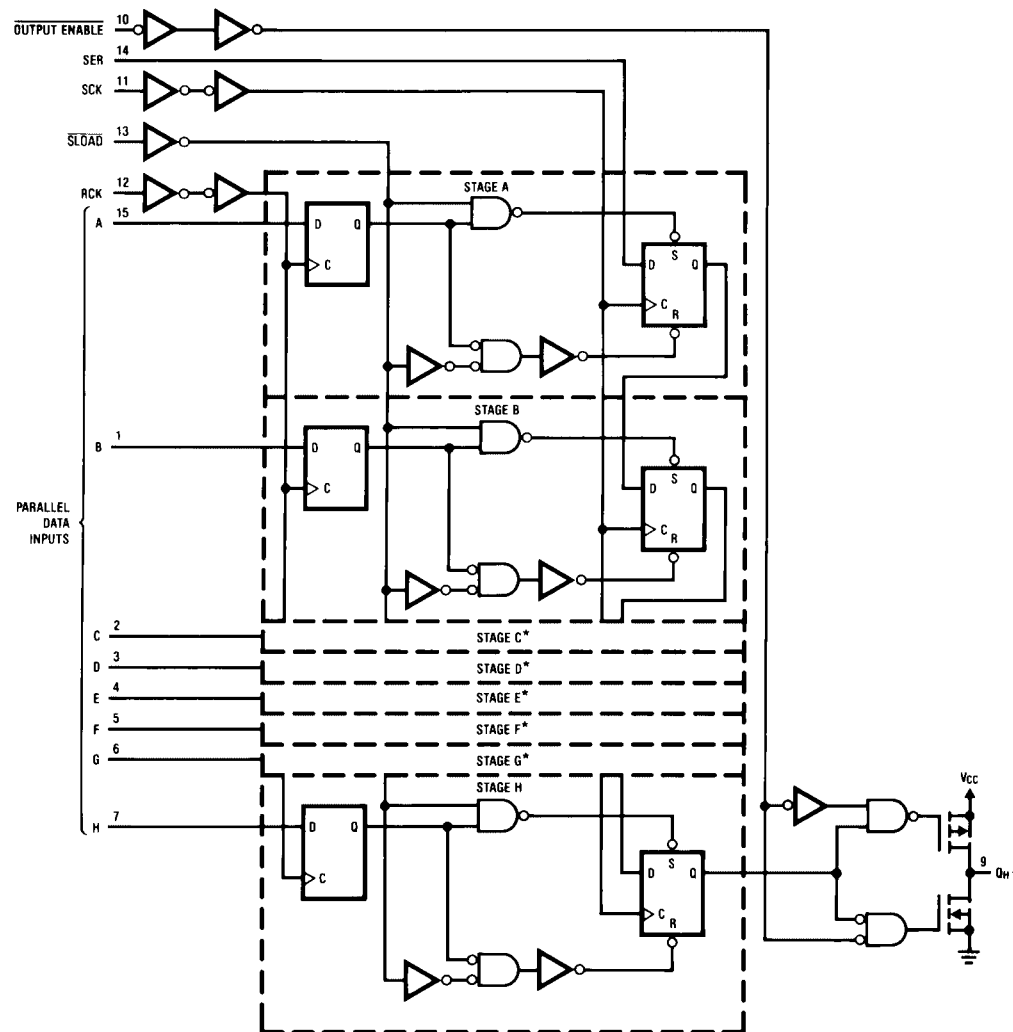 OUTPUT ENABLE 10
SER 14
SCK 11
SLOAD 13
RCK 12
STAGE A
A 15
D Q
C
S
D Q
C
R
STAGE B
B 1
D Q
C
S
D Q
C
R
PARALLEL
DATA
INPUTS
C 2
STAGE C*
D 3
STAGE D*
E 4
STAGE E*
F 5
STAGE F*
G 6
STAGE G*
STAGE H
H 7
D Q
C
S
D Q
C
R
VCC
9
QH'